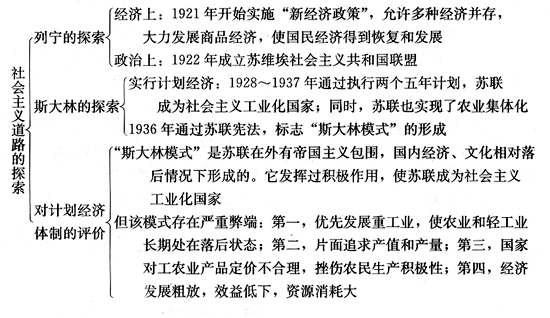 社会主义道路的探索
列宁的探索
经济上：1921年开始实施“新经济政策”，允许多种经济并存，
大力发展商品经济，使国民经济得到恢复和发展
政治上：1922年成立苏维埃社会主义共和国联盟
斯大林的探索
实行计划经济：1928～1937年通过执行两个五年计划，苏联
成为社会主义工业化国家；同时，苏联也实现了农业集体化
1936年通过苏联宪法，标志“斯大林模式”的形成
对计划经济
体制的评价
“斯大林模式”是苏联在外有帝国主义包围，国内经济、文化相对落
后情况下形成的。它发挥过积极作用，使苏联成为社会主义
工业化国家
但该模式存在严重弊端：第一，优先发展重工业，使农业和轻工业
长期处在落后状态；第二，片面追求产值和产量；第三，国家
对工农业产品定价不合理，挫伤农民生产积极性；第四，经济
发展粗放，效益低下，资源消耗大